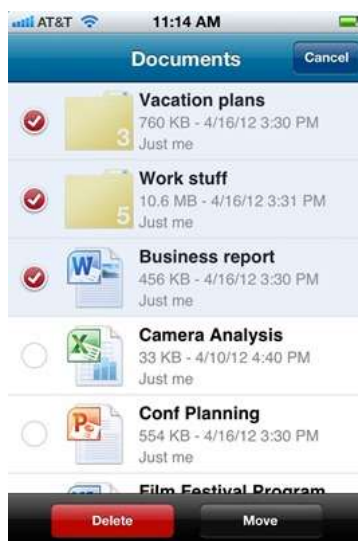 AT&T 11:14 AM
Documents Cancel
Vacation plans
3
760 KB - 4/16/12 3:30 PM
Just me
Work stuff
5
10.6 MB - 4/16/12 3:31 PM
Just me
W
Business report
456 KB - 4/16/12 3:30 PM
Just me
X
Camera Analysis
33 KB - 4/10/12 4:40 PM
Just me
P
Conf Planning
554 KB - 4/16/12 3:30 PM
Just me
Film Festival Program
Delete Move